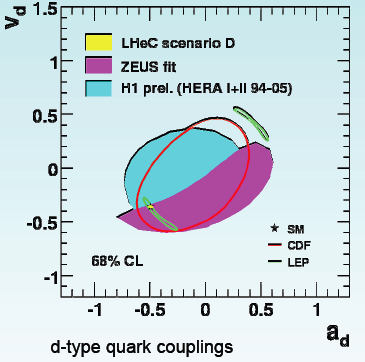 v_d
1.5
1
0.5
0
-0.5
-1
LHeC scenario D
ZEUS fit
H1 prel. (HERA I+II 94-05)
SM
CDF
LEP
68% CL
-1 -0.5 0 0.5 1
a_d
d-type quark couplings